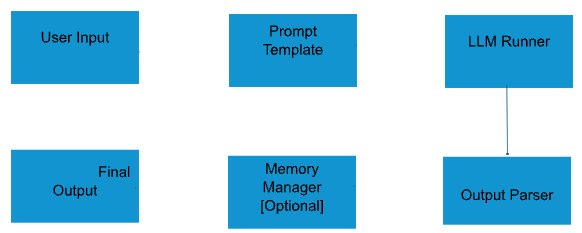 User Input
Prompt
Template
LLM Runner
Final
Output
Memory
Manager
[Optional]
Output Parser